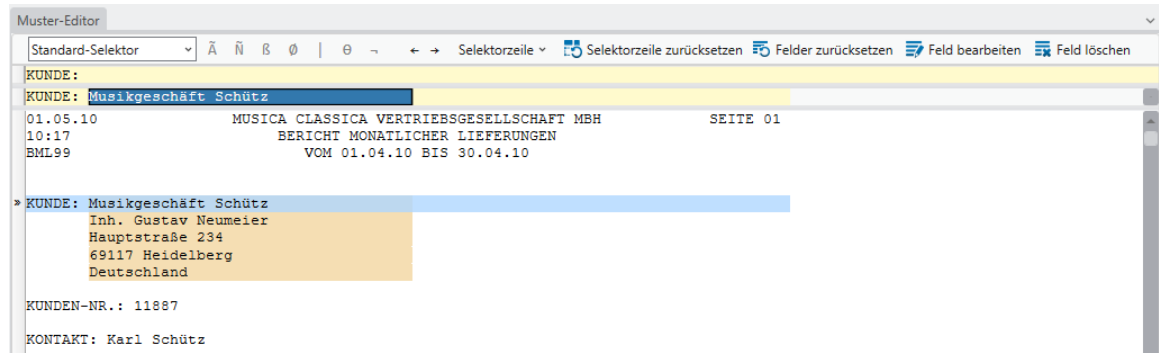 Muster-Editor
Standard-Selektor Ã Ñ ß Ø | θ ¬ ← → Selektorzeile Selektorzeile zurücksetzen Felder zurücksetzen Feld bearbeiten Feld löschen
KUNDE:
KUNDE: Musikgeschäft Schütz
01.05.10 MUSICA CLASSICA VERTRIEBSGESELLSCHAFT MBH SEITE 01
10:17 BERICHT MONATLICHER LIEFERUNGEN
BML99 VOM 01.04.10 BIS 30.04.10
» KUNDE: Musikgeschäft Schütz
Inh. Gustav Neumeier
Hauptstraße 234
69117 Heidelberg
Deutschland
KUNDEN-NR.: 11887
KONTAKT: Karl Schütz